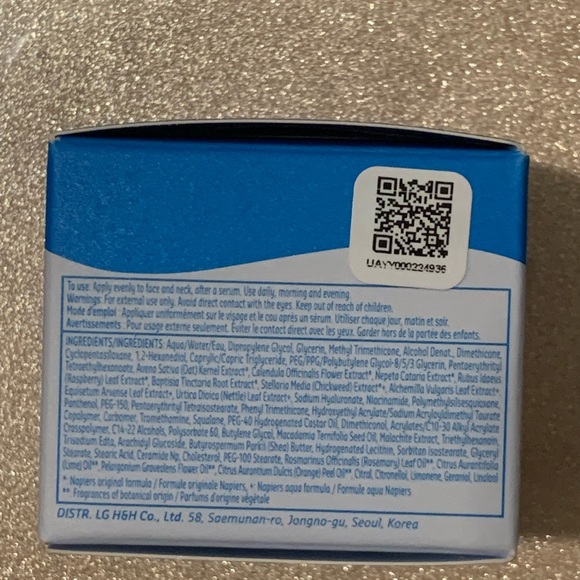 UAYY000224936
To use: Apply evenly to face and neck, after a serum. Use daily, morning and evening.
Warnings: For external use only. Avoid direct contact with the eyes. Keep out of reach of children.
Mode d'emploi : Appliquer uniformément sur le visage et le cou après un sérum. Utiliser chaque jour, matin et soir.
Avertissements : Pour usage externe seulement. Éviter le contact direct avec les yeux. Garder hors de la portée des enfants.
INGREDIENTS/INGRÉDIENTS: Aqua/Water/Eau, Dipropylene Glycol, Glycerin, Methyl Trimethicone, Alcohol Denat., Dimethicone,
Cyclopentasiloxane, 1,2-Hexanediol, Caprylic/Capric Triglyceride, PEG/PPG/Polybutylene Glycol-8/5/3 Glycerin, Pentaerythrityl
Tetraethylhexanoate, Avena Sativa (Oat) Kernel Extract*, Calendula Officinalis Flower Extract*, Nepeta Cataria Extract*, Rubus Idaeus
(Raspberry) Leaf Extract*, Baptisia Tinctoria Root Extract*, Stellaria Media (Chickweed) Extract*+, Alchemilla Vulgaris Leaf Extract+,
Equisetum Arvense Leaf Extract+, Urtica Dioica (Nettle) Leaf Extract+, Sodium Hyaluronate, Niacinamide, Polymethylsilsesquioxane,
Panthenol, PEG-150, Pentaerythrityl Tetraisostearate, Phenyl Trimethicone, Hydroxyethyl Acrylate/Sodium Acryloyldimethyl Taurate
Copolymer, Carbomer, Tromethamine, Squalane, PEG-40 Hydrogenated Castor Oil, Dimethiconol, Acrylates/C10-30 Alkyl Acrylate
Crosspolymer, C14-22 Alcohols, Polysorbate 60, Butylene Glycol, Macadamia Ternifolia Seed Oil, Malachite Extract, Triethylhexanoin,
Trisodium Edta, Arachidyl Glucoside, Butyrospermum Parkii (Shea) Butter, Hydrogenated Lecithin, Sorbitan Isostearate, Glyceryl
Stearate, Stearic Acid, Ceramide Np, Cholesterol, PEG-100 Stearate, Rosmarinus Officinalis (Rosemary) Leaf Oil**, Citrus Aurantifolia
(Lime) Oil**, Pelargonium Graveolens Flower Oil**, Citrus Aurantium Dulcis (Orange) Peel Oil**, Citral, Citronellol, Limonene, Geraniol, Linalool
*: Napiers original formula / Formule originale Napiers, +: Napiers aqua formula / Formule aqua Napiers
** Fragrances of botanical origin / Parfums d'origine végétale
DISTR. LG H&H Co., Ltd. 58, Saemunan-ro, Jongno-gu, Seoul, Korea